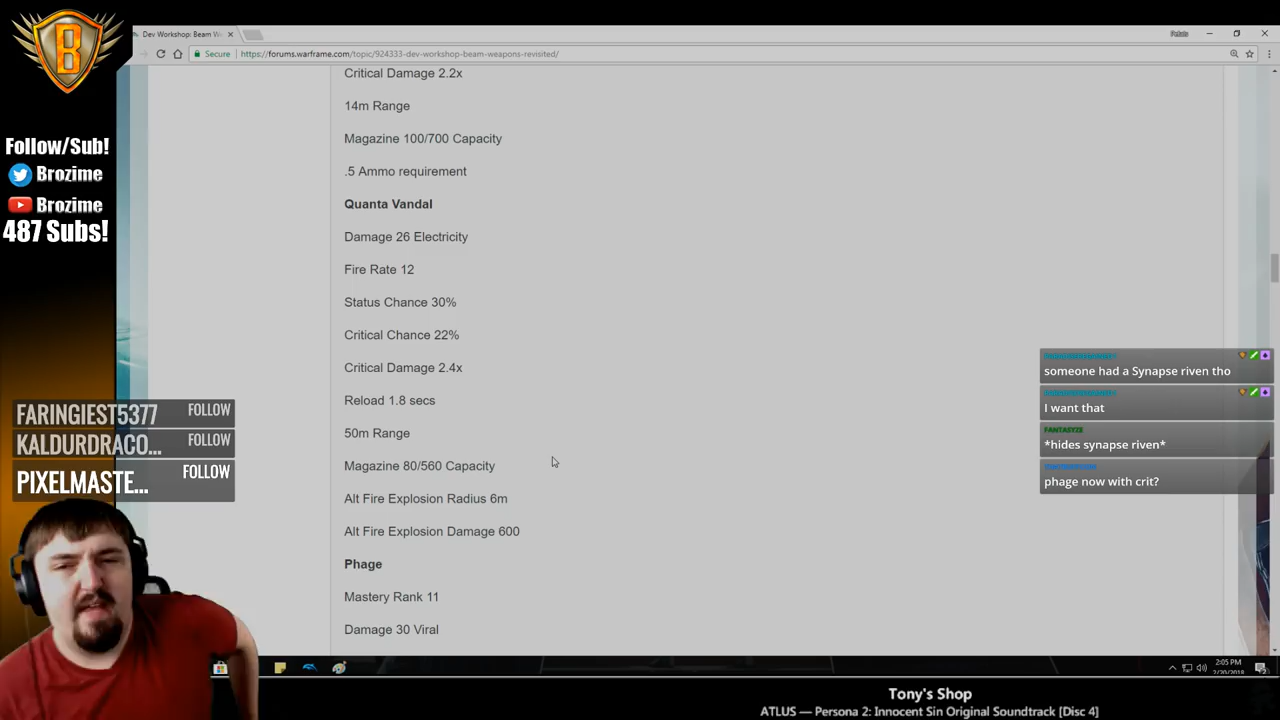 Dev Workshop: Beam W
Secure
https://forums.warframe.com/topic/924333-dev-workshop-beam-weapons-revisited/
B
Follow/Sub!
Brozime
Brozime
487 Subs!
FARINGIEST5377 FOLLOW
KALDURDRACO... FOLLOW
PIXELMASTE... FOLLOW
Critical Damage 2.2x
14m Range
Magazine 100/700 Capacity
.5 Ammo requirement
Quanta Vandal
Damage 26 Electricity
Fire Rate 12
Status Chance 30%
Critical Chance 22%
Critical Damage 2.4x
Reload 1.8 secs
50m Range
Magazine 80/560 Capacity
Alt Fire Explosion Radius 6m
Alt Fire Explosion Damage 600
Phage
Mastery Rank 11
Damage 30 Viral
someone had a Synapse riven tho
I want that
FANTASYZE
*hides synapse riven*
phage now with crit?
2:05 PM
2/20/2018
Tony's Shop
ATLUS — Persona 2: Innocent Sin Original Soundtrack [Disc 4]